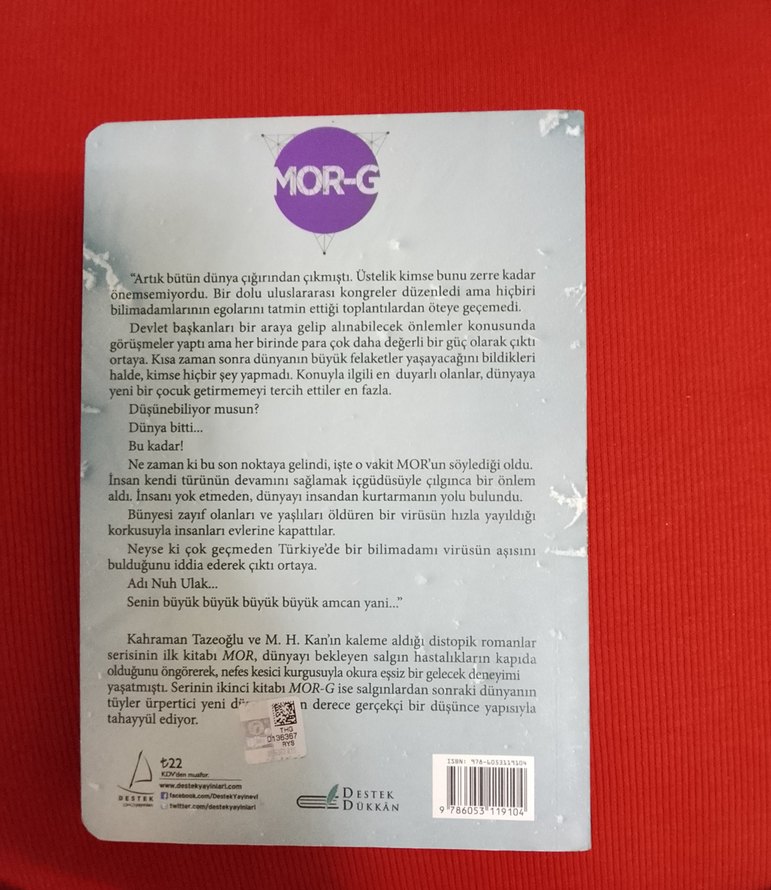 MOR-G
“Artık bütün dünya çığırından çıkmıştı. Üstelik kimse bunu zerre kadar
önemsemiyordu. Bir dolu uluslararası kongreler düzenledi ama hiçbiri
bilimadamlarının egolarını tatmin ettiği toplantılardan öteye geçemedi.
Devlet başkanları bir araya gelip alınabilecek önlemler konusunda
görüşmeler yaptı ama her birinde para çok daha değerli bir güç olarak çıktı
ortaya. Kısa zaman sonra dünyanın büyük felaketler yaşayacağını bildikleri
halde, kimse hiçbir şey yapmadı. Konuyla ilgili en duyarlı olanlar, dünyaya
yeni bir çocuk getirmemeyi tercih ettiler en fazla.
Düşünebiliyor musun?
Dünya bitti...
Bu kadar!
Ne zaman ki bu son noktaya gelindi, işte o vakit MOR’un söylediği oldu.
İnsan kendi türünün devamını sağlamak içgüdüsüyle çılgınca bir önlem
aldı. İnsanı yok etmeden, dünyayı insandan kurtarmanın yolu bulundu.
Bünyesi zayıf olanları ve yaşlıları öldüren bir virüsün hızla yayıldığı
korkusuyla insanları evlerine kapattılar.
Neyse ki çok geçmeden Türkiye’de bir bilimadamı virüsün aşısını
bulduğunu iddia ederek çıktı ortaya.
Adı Nuh Ulak...
Senin büyük büyük büyük büyük amcan yani...”
Kahraman Tazeoğlu ve M. H. Kan’ın kaleme aldığı distopik romanlar
serisinin ilk kitabı MOR, dünyayı bekleyen salgın hastalıkların kapıda
olduğunu öngörerek, nefes kesici kurgusuyla okura eşsiz bir gelecek deneyimi
yaşatmıştı. Serinin ikinci kitabı MOR-G ise salgınlardan sonraki dünyanın
tüyler ürpertici yeni derece gerçekçi bir düşünce yapısıyla
tahayyül ediyor.
THG
0136367
RYS
₺22
KDV'den muaftır.
www.destekyayinlari.com
facebook.com/DestekYayinevi
twitter.com/destekyayinlari
DESTEK
DESTEK
DÜKKÂN
ISBN: 978-6053119104
9 786053 119104